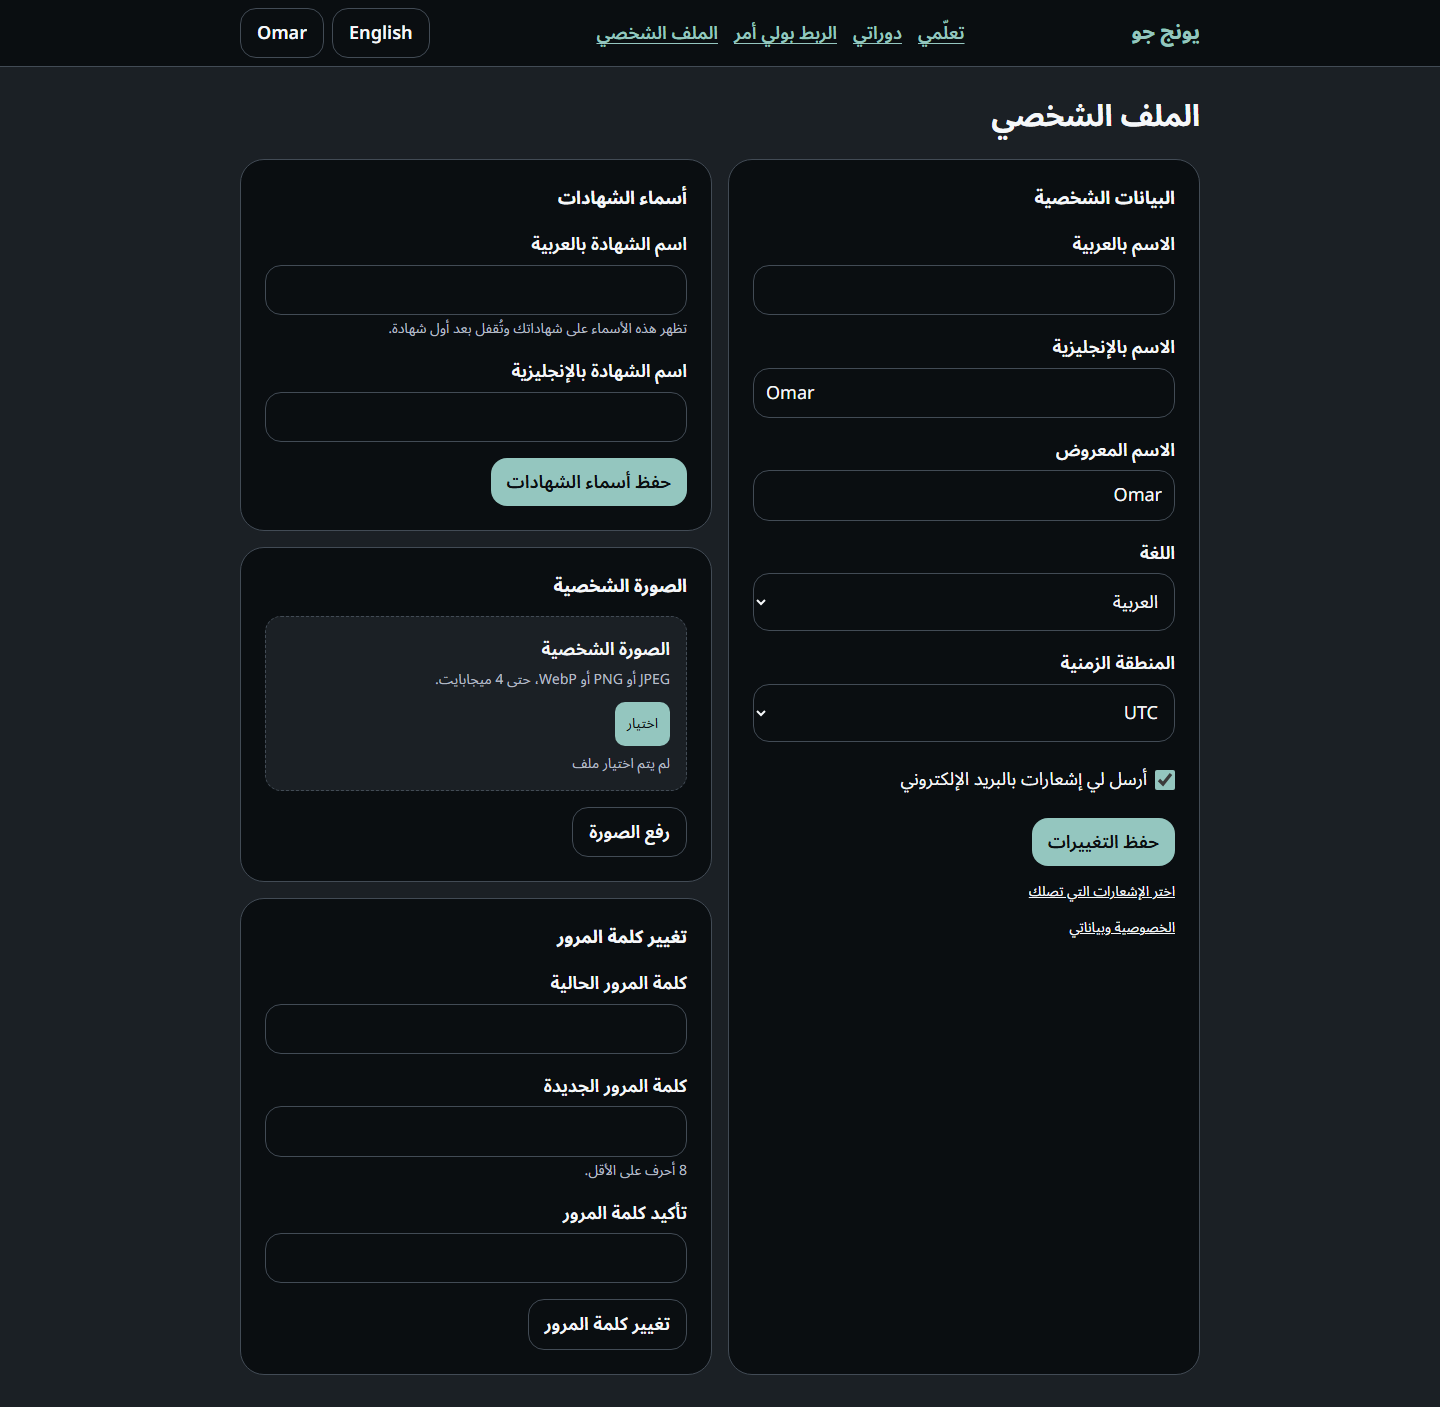 يونج جو
تعلّمي
دوراتي
الربط بولي أمر
الملف الشخصي
English
Omar
الملف الشخصي
البيانات الشخصية
الاسم بالعربية
الاسم بالإنجليزية
Omar
الاسم المعروض
Omar
اللغة
العربية
المنطقة الزمنية
UTC
أرسل لي إشعارات بالبريد الإلكتروني
حفظ التغييرات
اختر الإشعارات التي تصلك
الخصوصية وبياناتي
أسماء الشهادات
اسم الشهادة بالعربية
تظهر هذه الأسماء على شهاداتك وتُقفل بعد أول شهادة.
اسم الشهادة بالإنجليزية
حفظ أسماء الشهادات
الصورة الشخصية
الصورة الشخصية
JPEG أو PNG أو WebP، حتى 4 ميجابايت.
اختيار
لم يتم اختيار ملف
رفع الصورة
تغيير كلمة المرور
كلمة المرور الحالية
كلمة المرور الجديدة
8 أحرف على الأقل.
تأكيد كلمة المرور
تغيير كلمة المرور